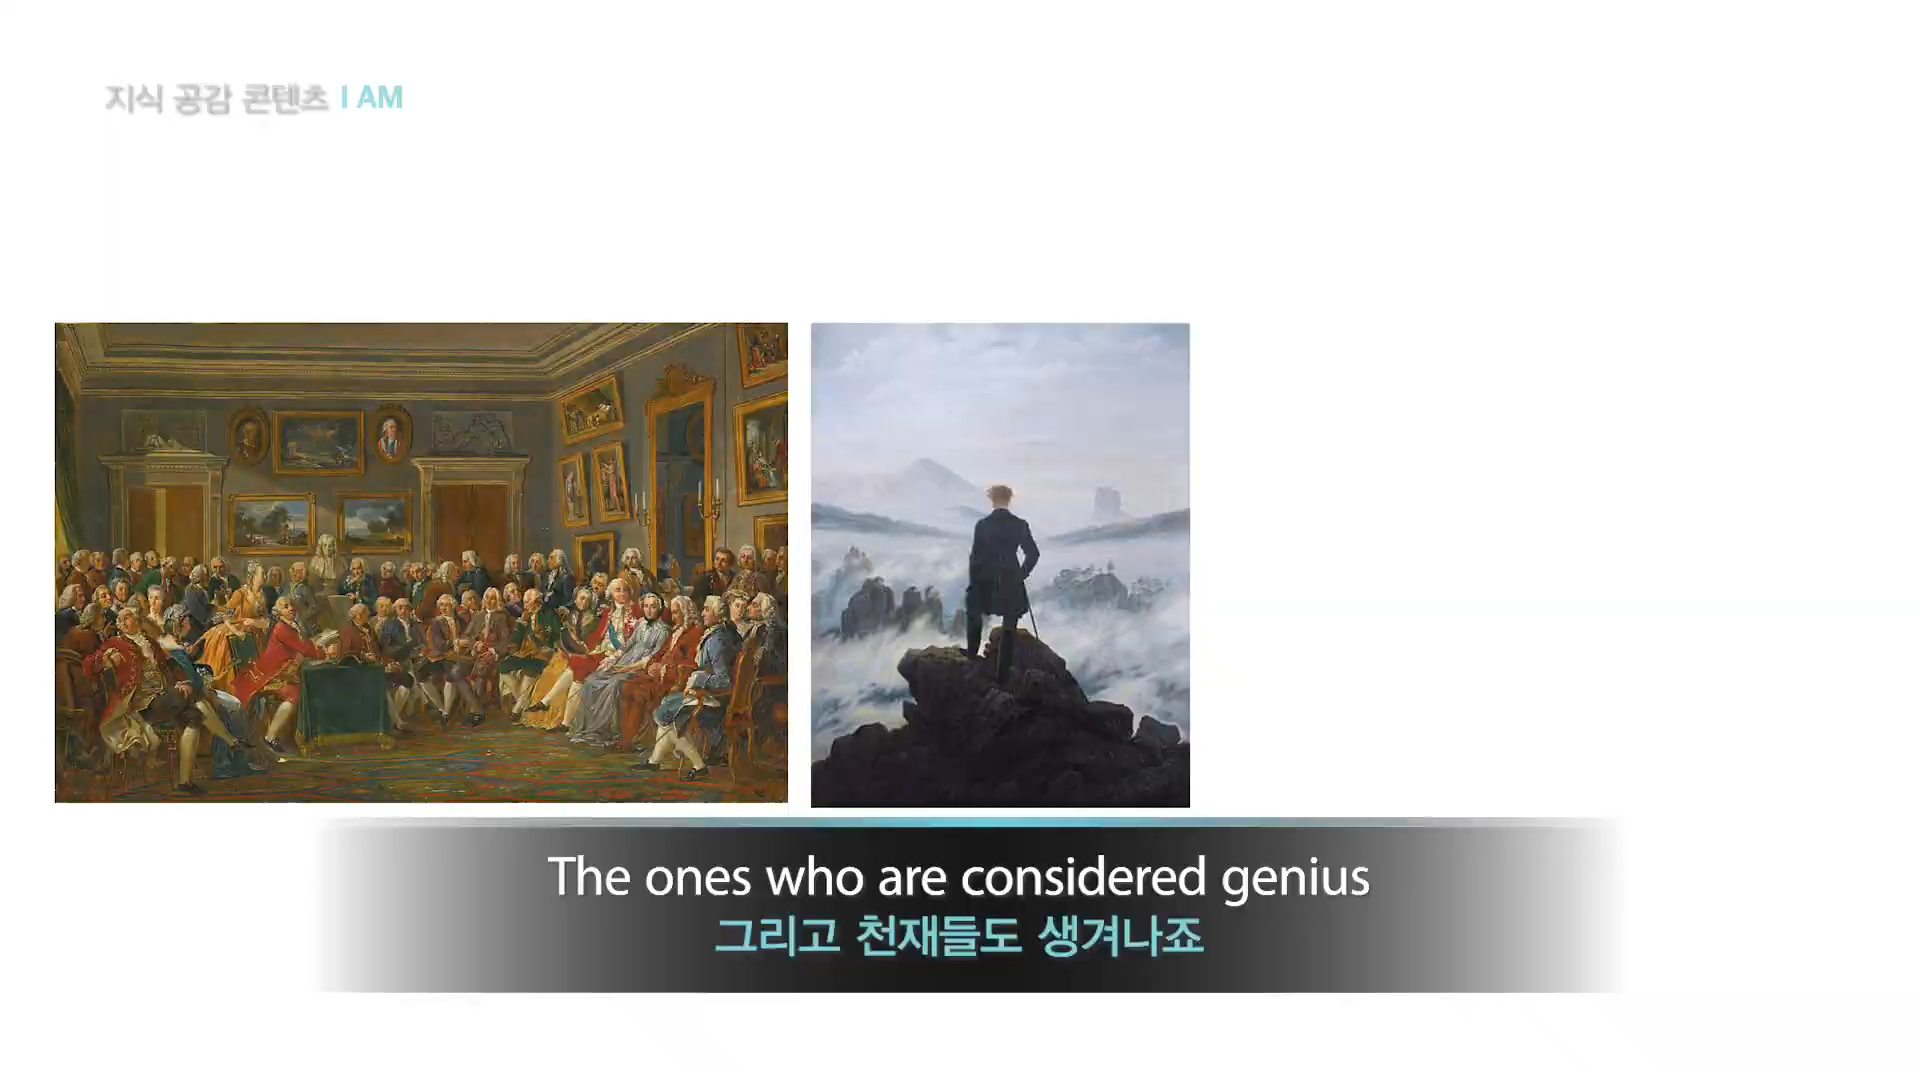 지식 공감 콘텐츠 I AM
The ones who are considered genius
그리고 천재들도 생겨나죠